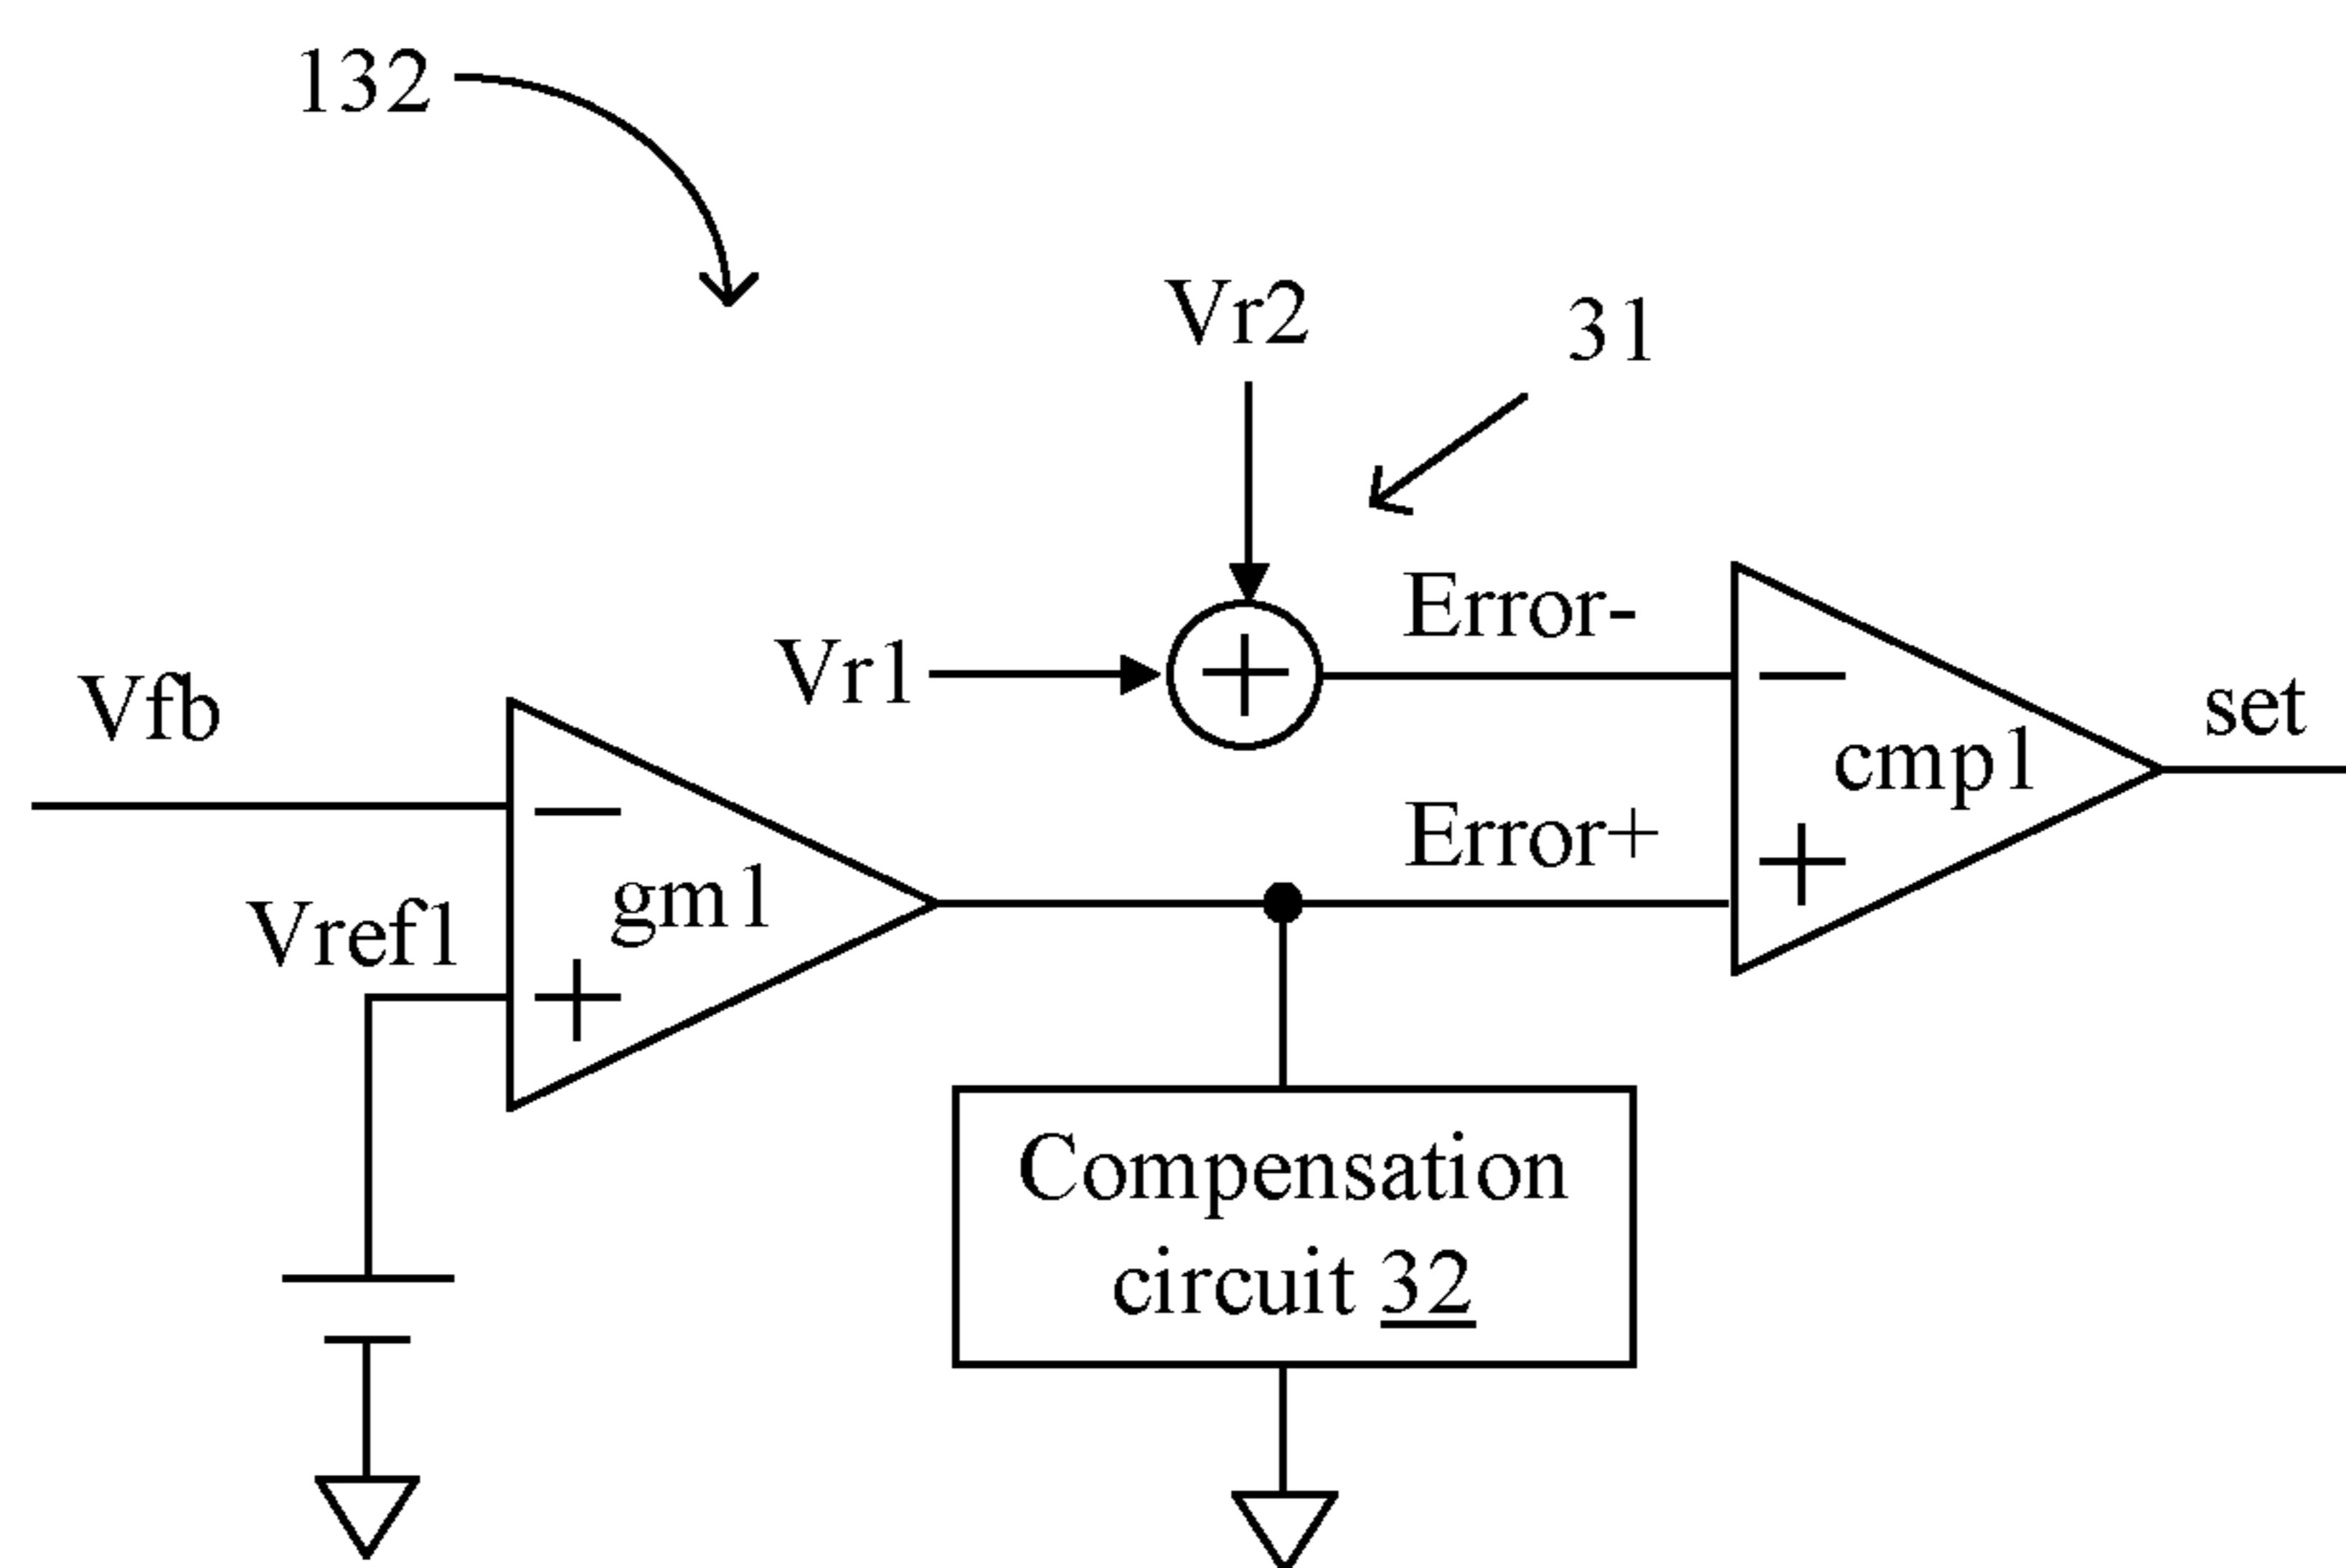 132
Vr2
31
Error-
Vr1
Vfb
set
cmp1
Error+
gm1
Vref1
Compensation
circuit 32